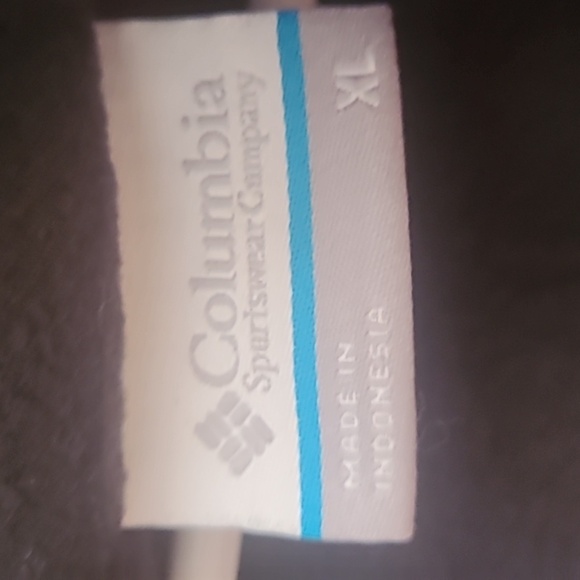 Columbia
Sportswear Company
MADE IN
INDONESIA
XL